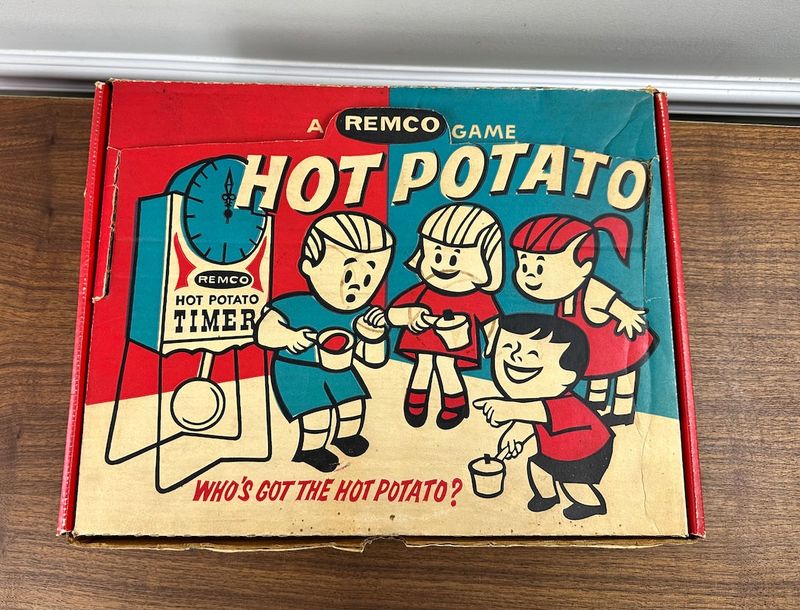 A REMCO GAME
HOT POTATO
REMCO
HOT POTATO
TIMER
WHO'S GOT THE HOT POTATO?